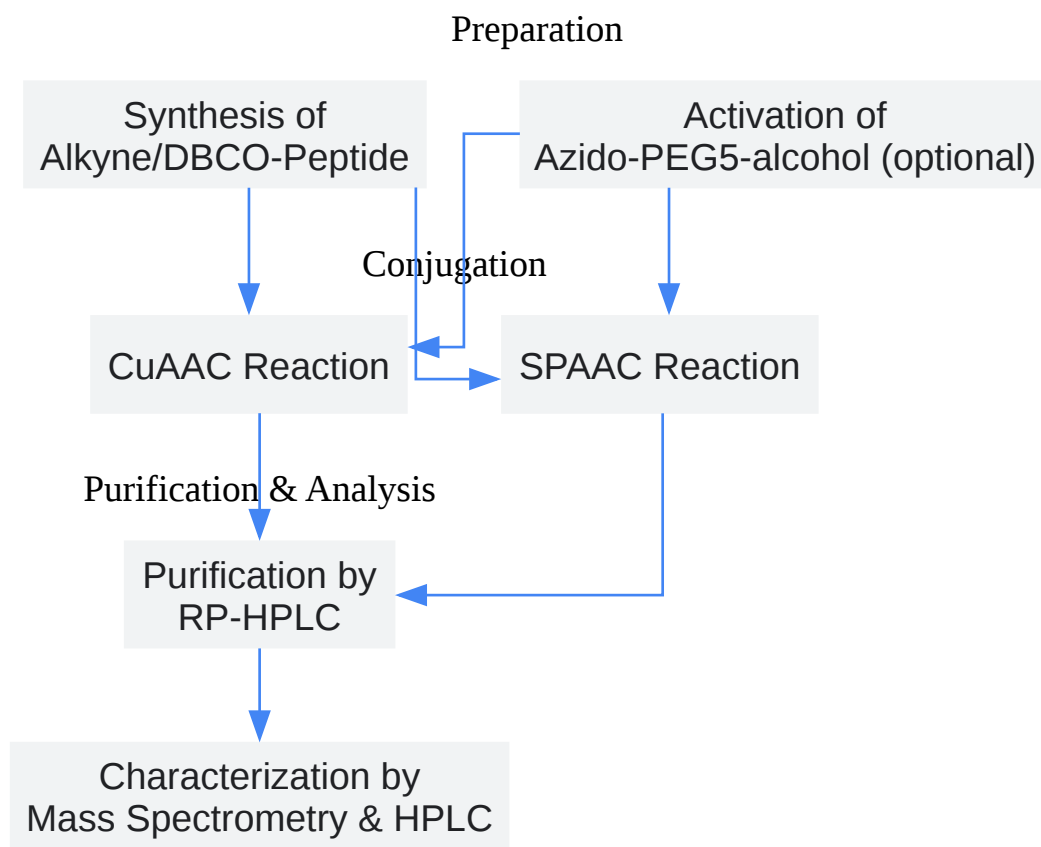 Preparation
Synthesis of
Alkyne/DBCO-Peptide
Activation of
Azido-PEG5-alcohol (optional)
Conjugation
CuAAC Reaction
SPAAC Reaction
Purification & Analysis
Purification by
RP-HPLC
Characterization by
Mass Spectrometry & HPLC